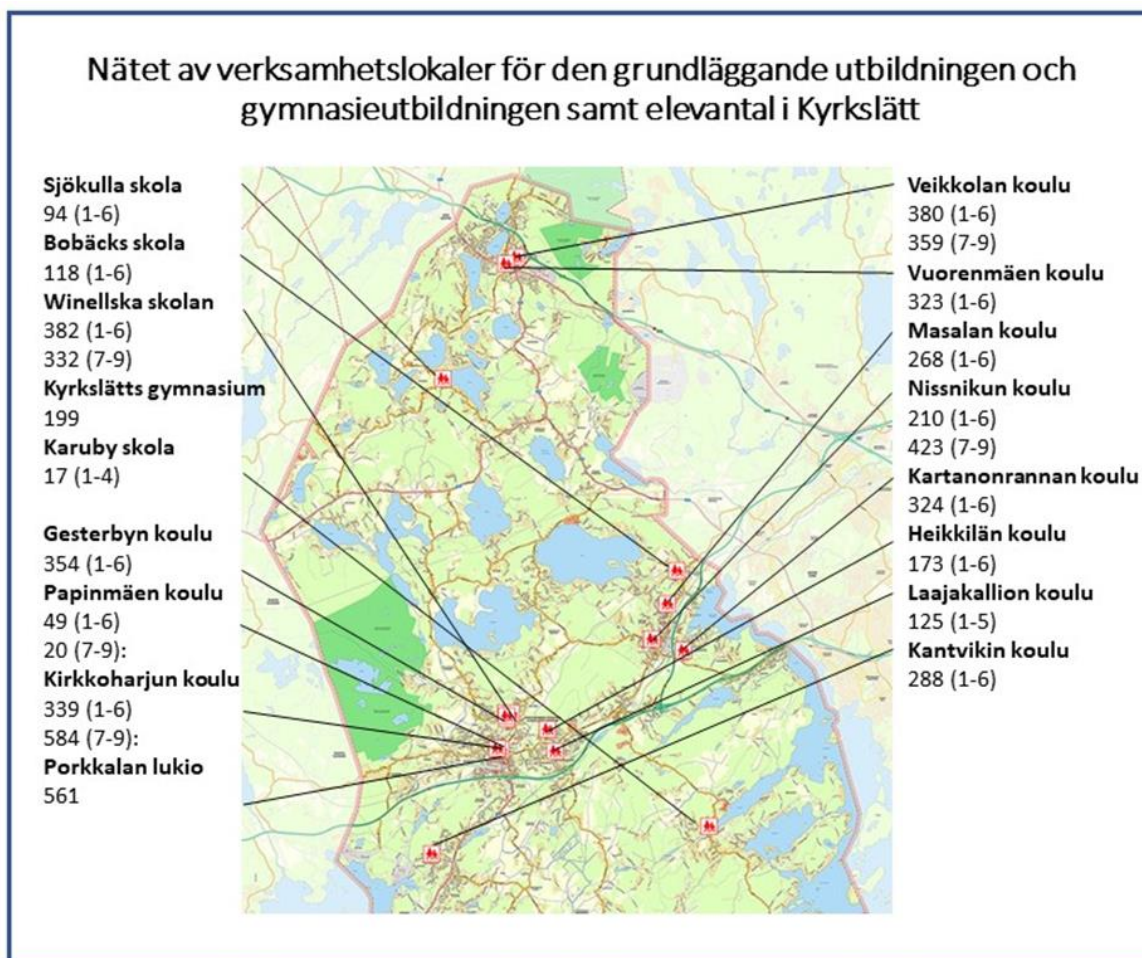 Nätet av verksamhetslokaler för den grundläggande utbildningen och
gymnasieutbildningen samt elevantal i Kyrkslätt
Sjökulla skola
94 (1-6)
Bobäcks skola
118 (1-6)
Winellska skolan
382 (1-6)
332 (7-9)
Kyrkslätts gymnasium
199
Karuby skola
17 (1-4)
Gesterbyn koulu
354 (1-6)
Papinmäen koulu
49 (1-6)
20 (7-9):
Kirkkoharjun koulu
339 (1-6)
584 (7-9):
Porkkalan lukio
561
Veikkolan koulu
380 (1-6)
359 (7-9)
Vuorenmäen koulu
323 (1-6)
Masalan koulu
268 (1-6)
Nissnikun koulu
210 (1-6)
423 (7-9)
Kartanonrannan koulu
324 (1-6)
Heikkilän koulu
173 (1-6)
Laajakallion koulu
125 (1-5)
Kantvikin koulu
288 (1-6)